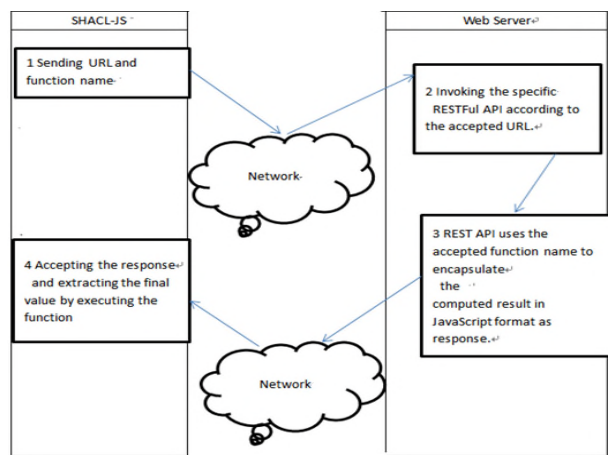 SHACL-JS
Web Server
1 Sending URL and
function name
2 Invoking the specific
RESTFul API according to
the accepted URL.
Network
3 REST API uses the
accepted function name to
encapsulate
the
computed result in
JavaScript format as
response.
4 Accepting the response
and extracting the final
value by executing the
function
Network